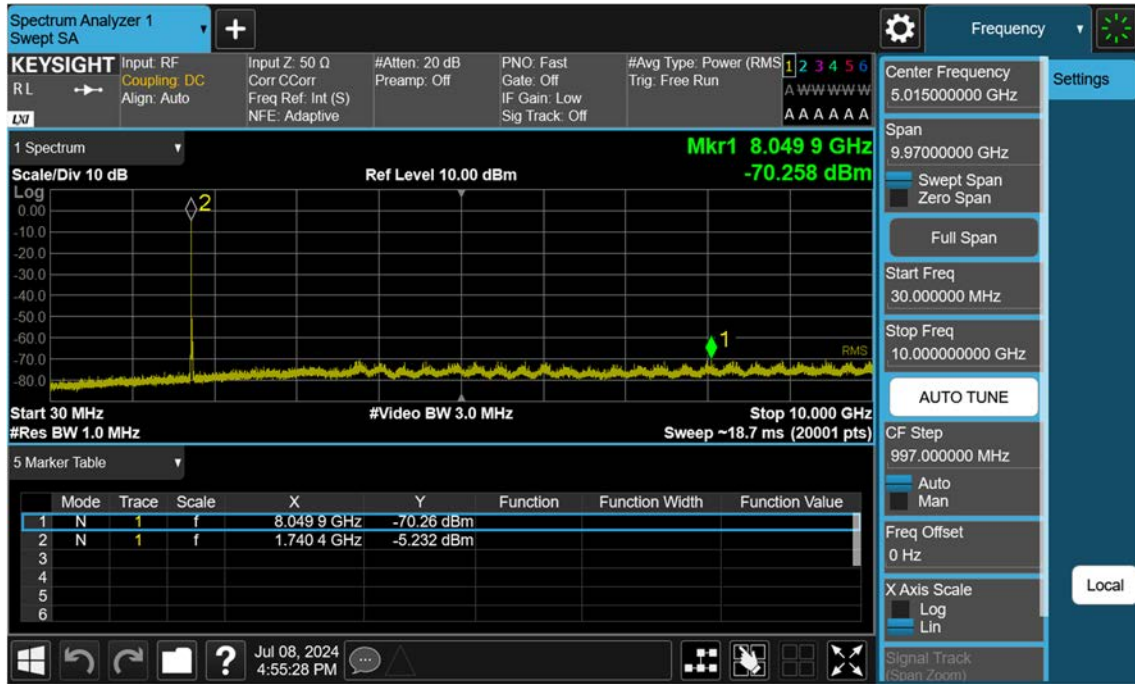 Spectrum Analyzer 1
Swept SA
+
Frequency
KEYSIGHT
RL
LXI
Input: RF
Coupling: DC
Align: Auto
Input Z: 50 Ω
Corr CCorr
Freq Ref: Int (S)
NFE: Adaptive
#Atten: 20 dB
Preamp: Off
PNO: Fast
Gate: Off
IF Gain: Low
Sig Track: Off
#Avg Type: Power (RMS
Trig: Free Run
1 2 3 4 5 6
A W W W W W
A A A A A A
1 Spectrum
Scale/Div 10 dB
Ref Level 10.00 dBm
Mkr1 8.049 9 GHz
-70.258 dBm
Log
0.00
-10.0
-20.0
-30.0
-40.0
-50.0
-60.0
-70.0
-80.0
2
1
RMS
Start 30 MHz
#Video BW 3.0 MHz
Stop 10.000 GHz
#Res BW 1.0 MHz
Sweep ~18.7 ms (20001 pts)
5 Marker Table
Mode Trace Scale X Y Function Function Width Function Value
1 N 1 f 8.049 9 GHz -70.26 dBm
2 N 1 f 1.740 4 GHz -5.232 dBm
3
4
5
6
?
Jul 08, 2024
4:55:28 PM
Center Frequency
5.015000000 GHz
Span
9.97000000 GHz
Swept Span
Zero Span
Full Span
Start Freq
30.000000 MHz
Stop Freq
10.000000000 GHz
AUTO TUNE
CF Step
997.000000 MHz
Auto
Man
Freq Offset
0 Hz
X Axis Scale
Log
Lin
Signal Track
(Span Zoom)
Settings
Local